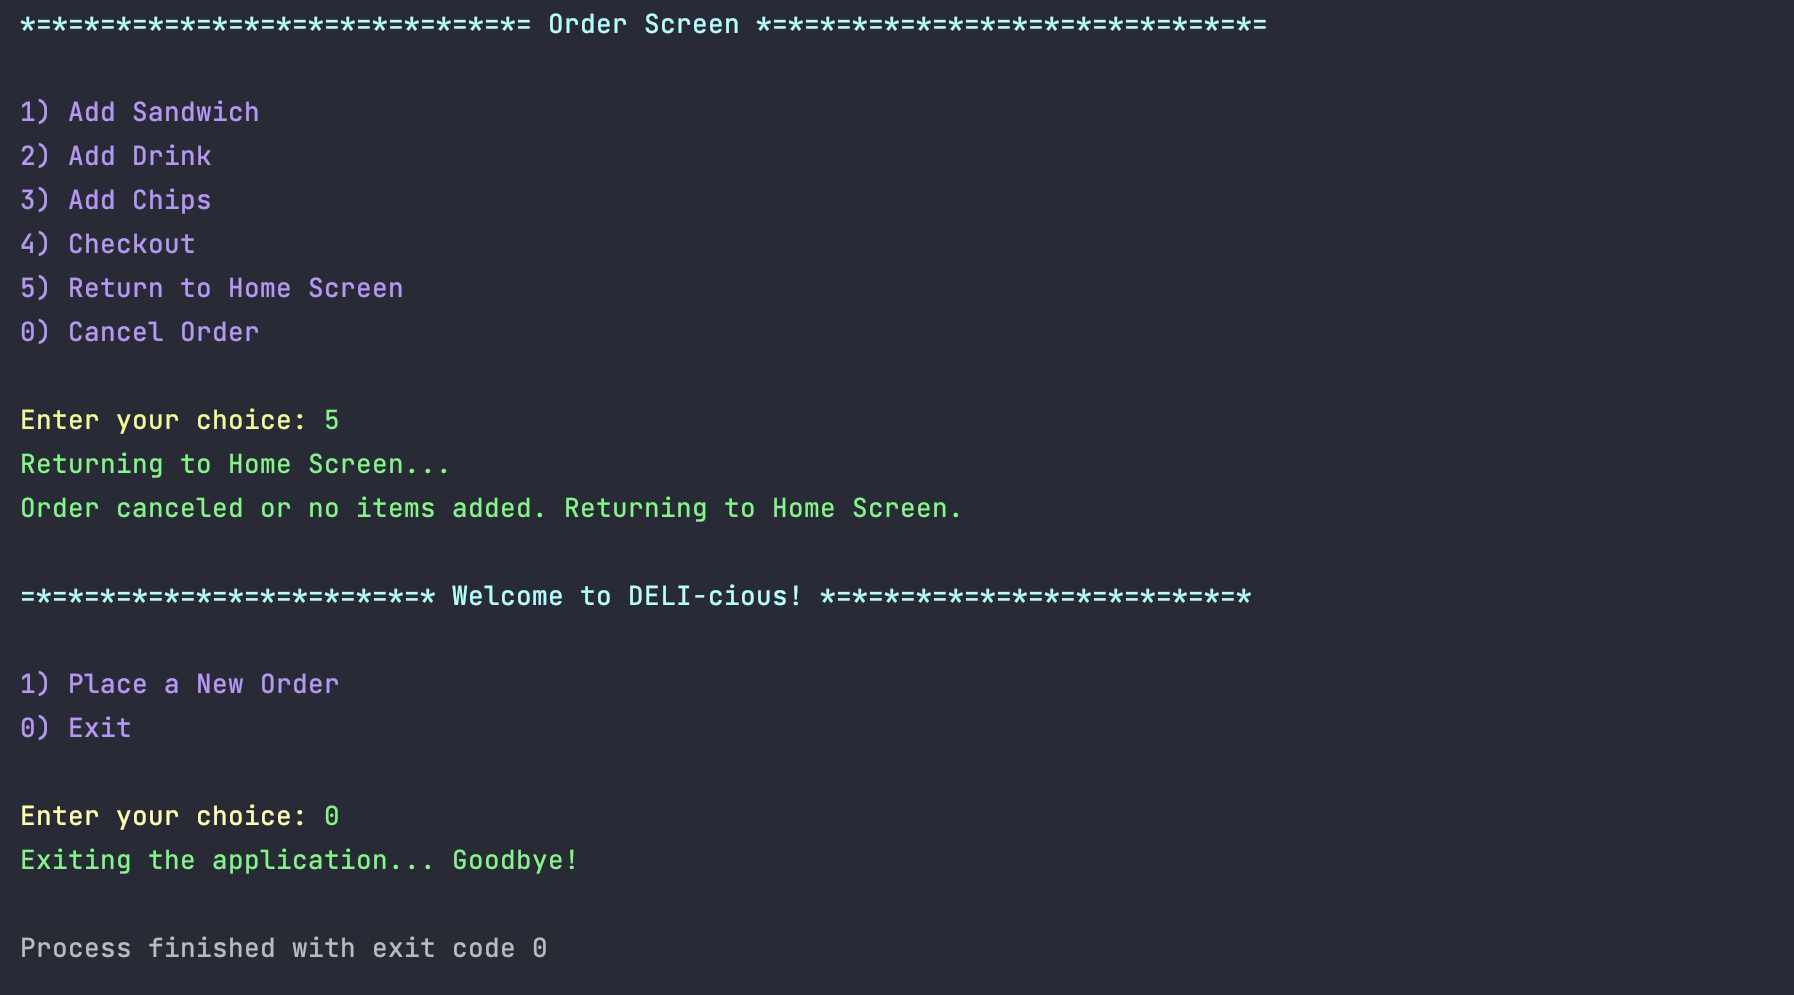 *=*=*=*=*=*=*=*=*=*=*=*=*=*=*=*= Order Screen *=*=*=*=*=*=*=*=*=*=*=*=*=*=*=*=
1) Add Sandwich
2) Add Drink
3) Add Chips
4) Checkout
5) Return to Home Screen
0) Cancel Order
Enter your choice: 5
Returning to Home Screen...
Order canceled or no items added. Returning to Home Screen.
=*=*=*=*=*=*=*=*=*=*=*=*=* Welcome to DELI-cious! *=*=*=*=*=*=*=*=*=*=*=*=*=*
1) Place a New Order
0) Exit
Enter your choice: 0
Exiting the application... Goodbye!
Process finished with exit code 0